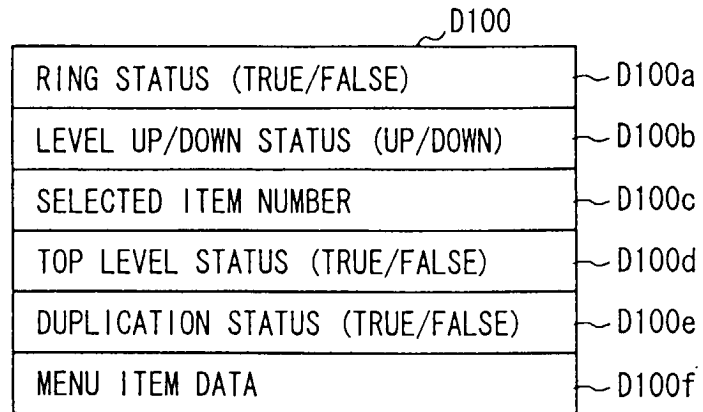 D100
RING STATUS (TRUE/FALSE) D100a
LEVEL UP/DOWN STATUS (UP/DOWN) D100b
SELECTED ITEM NUMBER D100c
TOP LEVEL STATUS (TRUE/FALSE) D100d
DUPLICATION STATUS (TRUE/FALSE) D100e
MENU ITEM DATA D100f